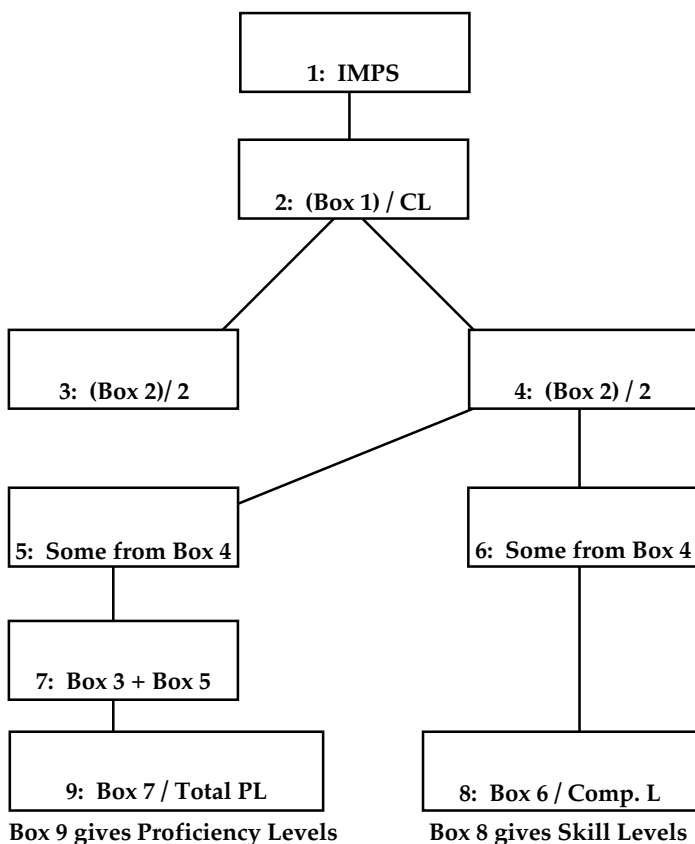 1: IMPS
2: (Box 1) / CL
3: (Box 2)/ 2
4: (Box 2) / 2
5: Some from Box 4
6: Some from Box 4
7: Box 3 + Box 5
9: Box 7 / Total PL
8: Box 6 / Comp. L
Box 9 gives Proficiency Levels
Box 8 gives Skill Levels